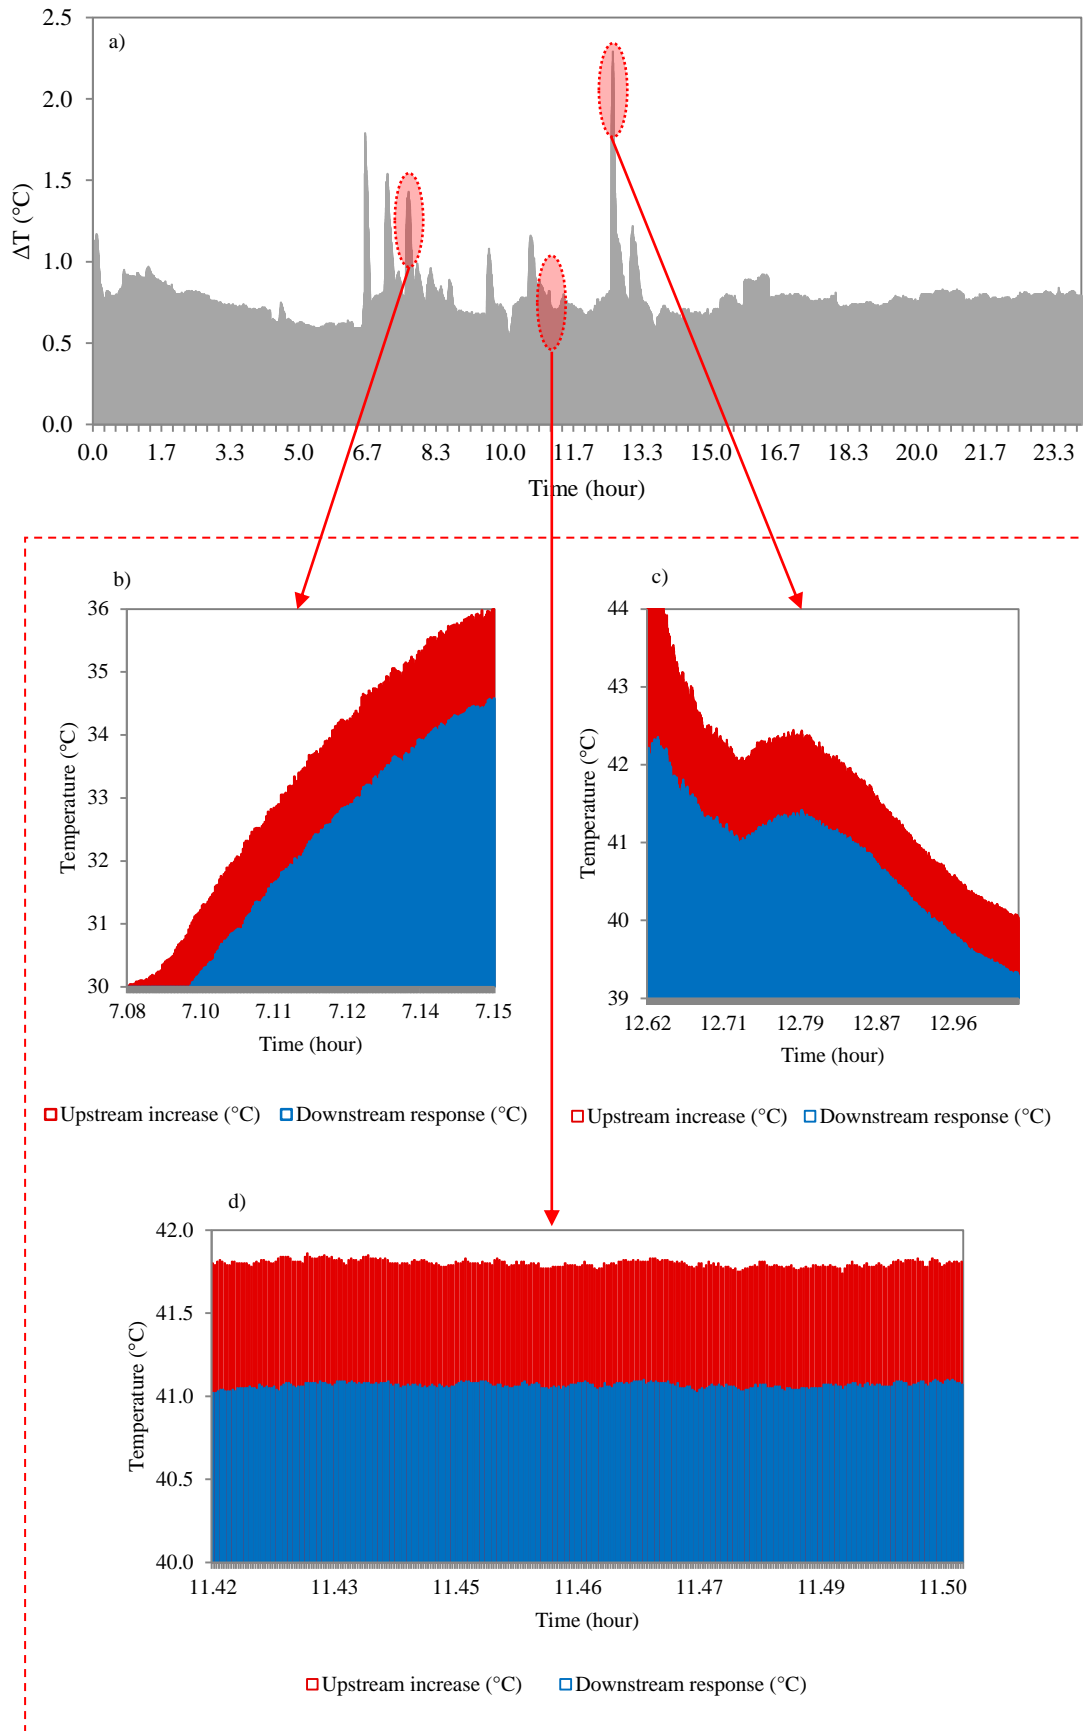 a)
ΔT (°C)
2.5
2.0
1.5
1.0
0.5
0.0
0.0 1.7 3.3 5.0 6.7 8.3 10.0 11.7 13.3 15.0 16.7 18.3 20.0 21.7 23.3
Time (hour)
b)
Temperature (°C)
36
35
34
33
32
31
30
7.08 7.10 7.11 7.12 7.14 7.15
Time (hour)
Upstream increase (°C) Downstream response (°C)
c)
Temperature (°C)
44
43
42
41
40
39
12.62 12.71 12.79 12.87 12.96
Time (hour)
Upstream increase (°C) Downstream response (°C)
d)
Temperature (°C)
42.0
41.5
41.0
40.5
40.0
11.42 11.43 11.45 11.46 11.47 11.49 11.50
Time (hour)
Upstream increase (°C) Downstream response (°C)